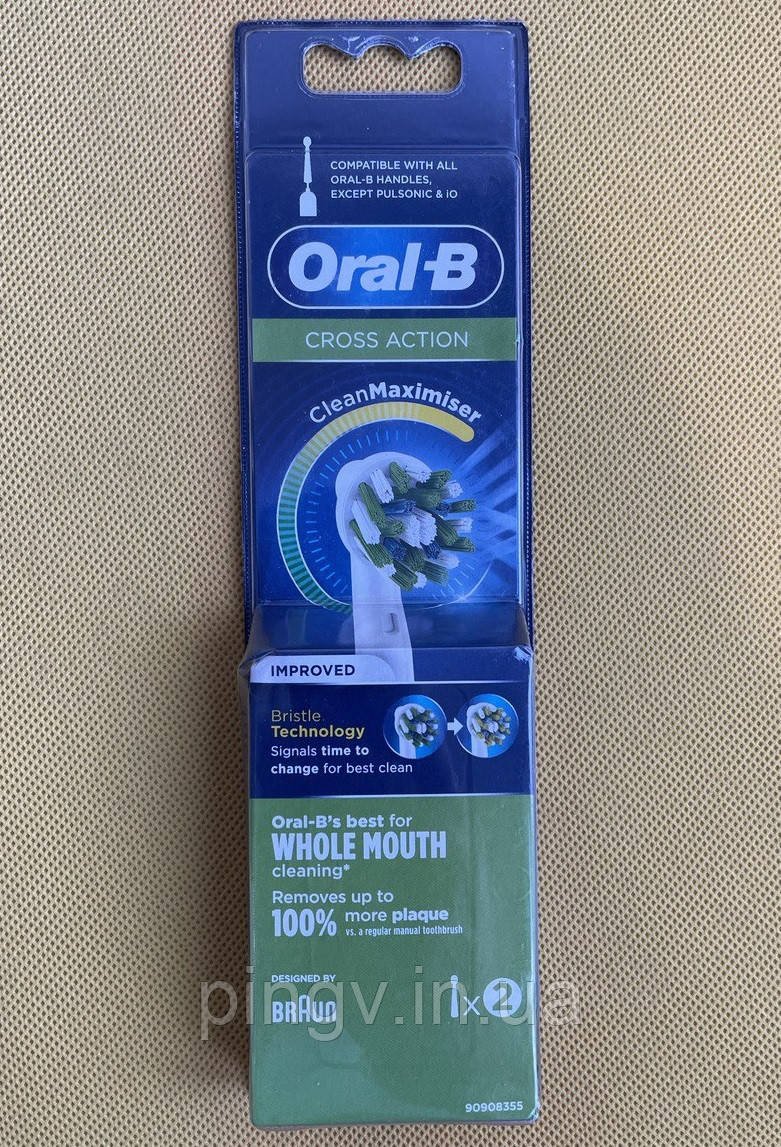 COMPATIBLE WITH ALL
ORAL-B HANDLES,
EXCEPT PULSONIC & iO
Oral-B
CROSS ACTION
CleanMaximiser
IMPROVED
Bristle
Technology
Signals time to
change for best clean
Oral-B's best for
WHOLE MOUTH
cleaning*
Removes up to
100% more plaque
vs. a regular manual toothbrush
DESIGNED BY
BRAUN
x 2
pingv.in.ua
90908355